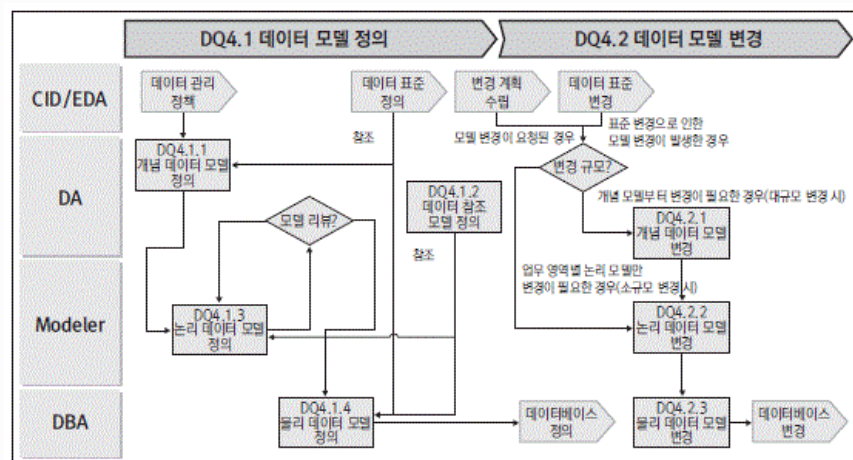 DQ4.1 데이터 모델 정의
DQ4.2 데이터 모델 변경
CID/EDA
데이터 관리
정책
데이터 표준
정의
변경 계획
수립
데이터 표준
변경
참조
모델 변경이 요청된 경우
표준 변경으로 인한
모델 변경이 발생한 경우
DA
DQ4.1.1
개념 데이터 모델
정의
모델 리뷰?
DQ4.1.2
데이터 참조
모델 정의
참조
변경 규모?
개념 모델부터 변경이 필요한 경우(대규모 변경 시)
DQ4.2.1
개념 데이터 모델
변경
업무 영역별 논리 모델만
변경이 필요한 경우(소규모 변경 시)
Modeler
DQ4.1.3
논리 데이터 모델
정의
DQ4.2.2
논리 데이터 모델
변경
DBA
DQ4.1.4
물리 데이터 모델
정의
데이터베이스
정의
DQ4.2.3
물리 데이터 모델
변경
데이터베이스
변경